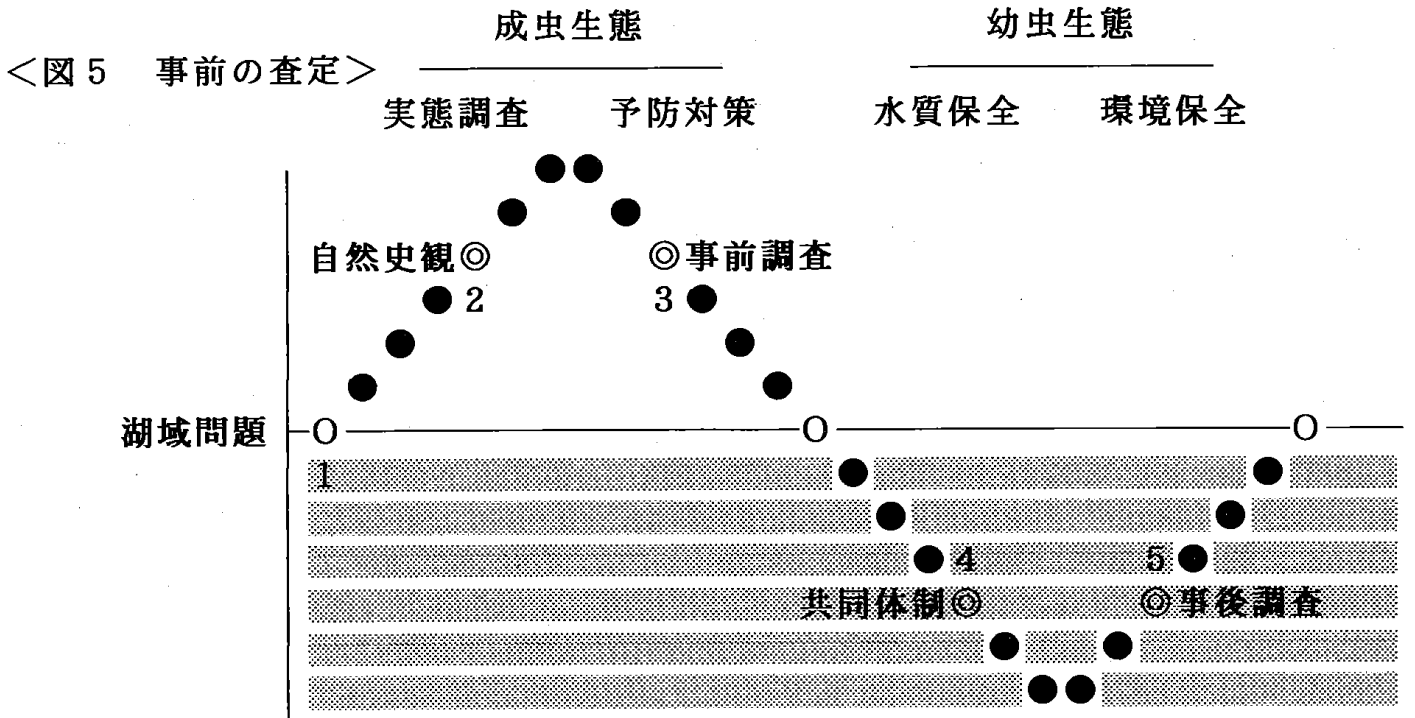 成虫生態 幼虫生態
<図5 事前の査定>
実態調査 予防対策 水質保全 環境保全
自然史観◎ ◎事前調査
2 3
湖域問題 O O O
1
4 5
共同体制◎ ◎事後調査